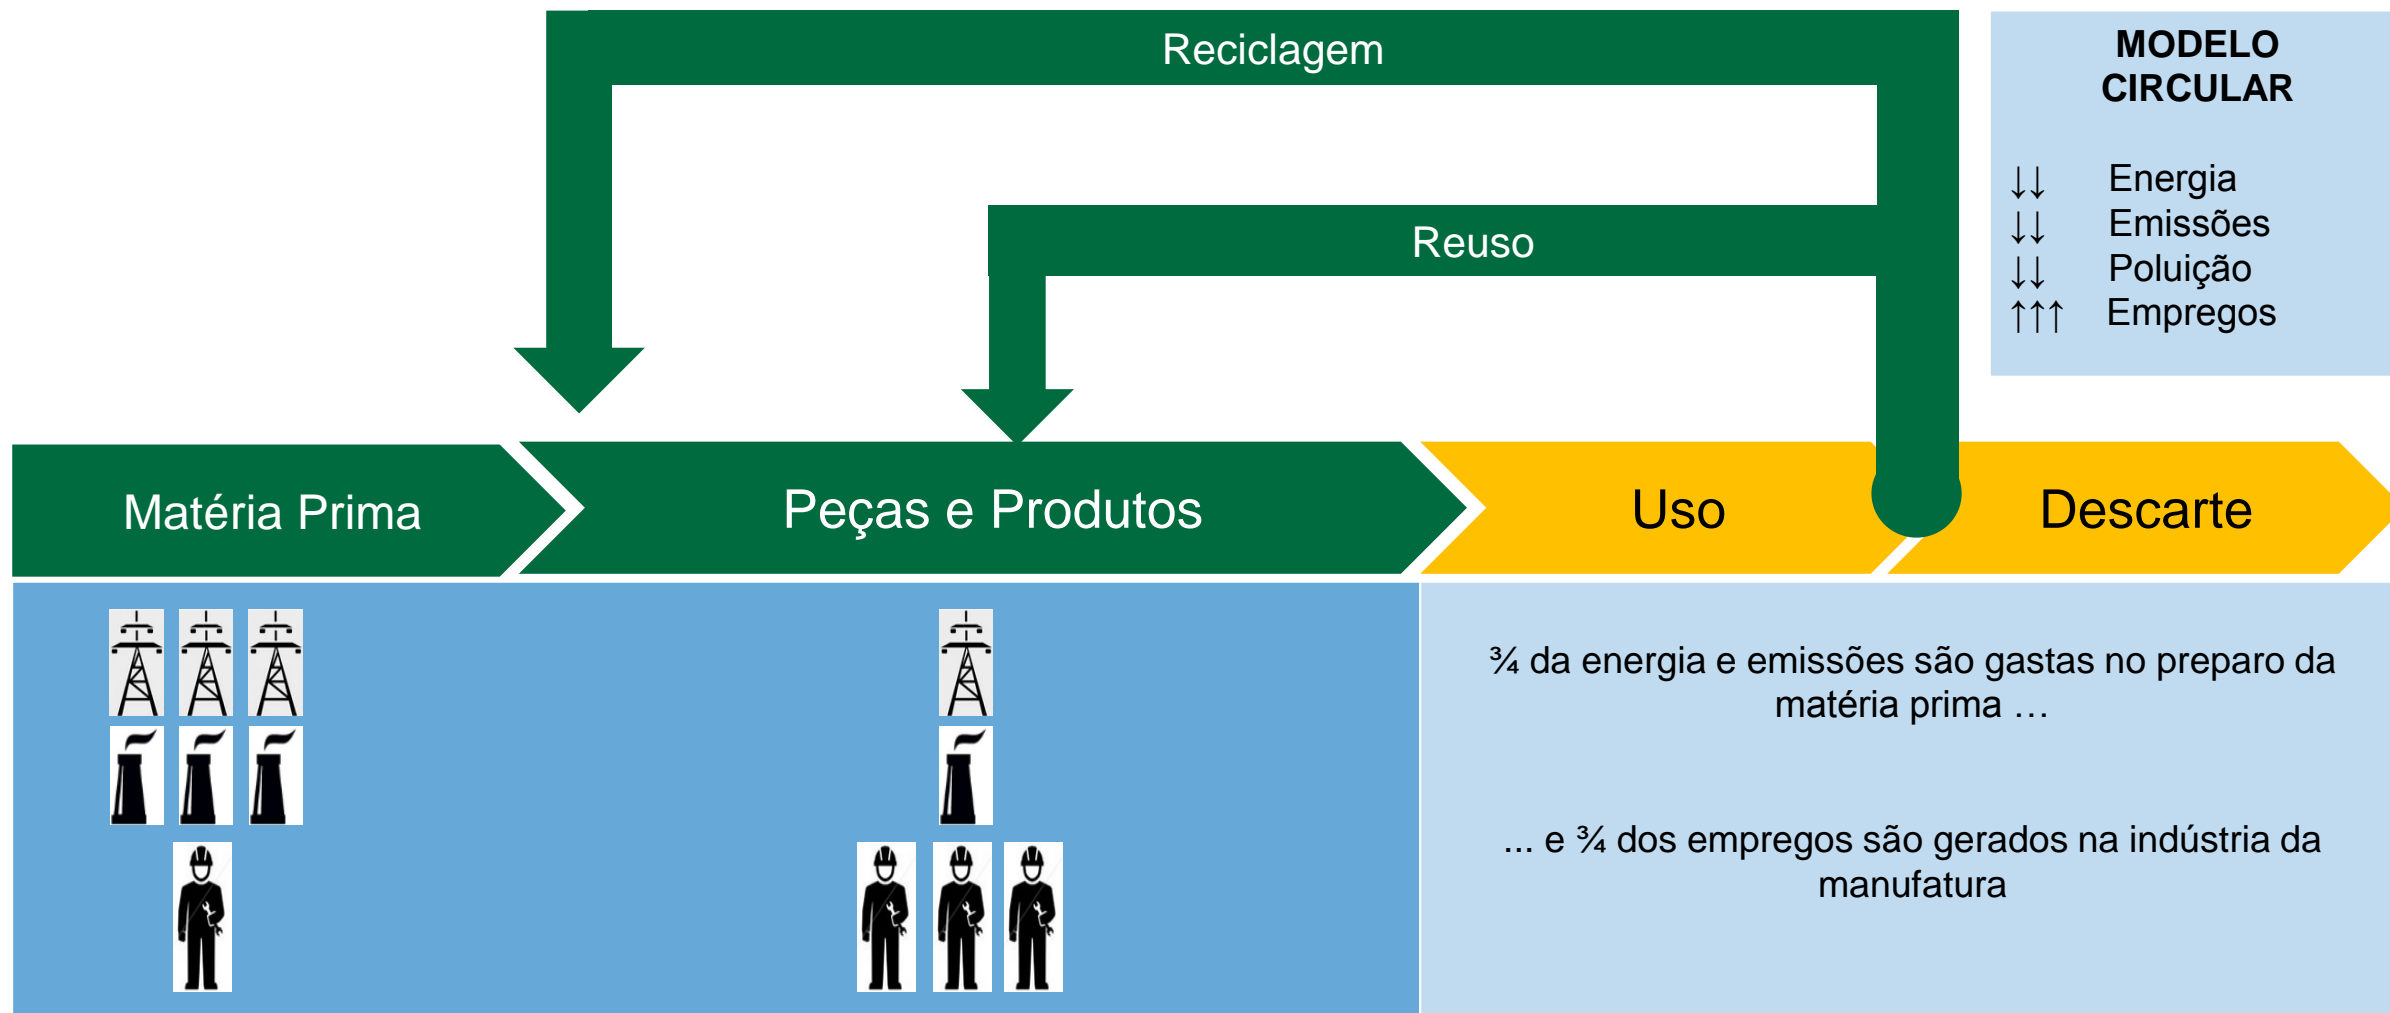 Reciclagem
MODELO
CIRCULAR
↓↓ Energia
↓↓ Emissões
↓↓ Poluição
↑↑↑ Empregos
Reuso
Matéria Prima
Peças e Produtos
Uso
Descarte
¾ da energia e emissões são gastas no preparo da
matéria prima …
... e ¾ dos empregos são gerados na indústria da
manufatura